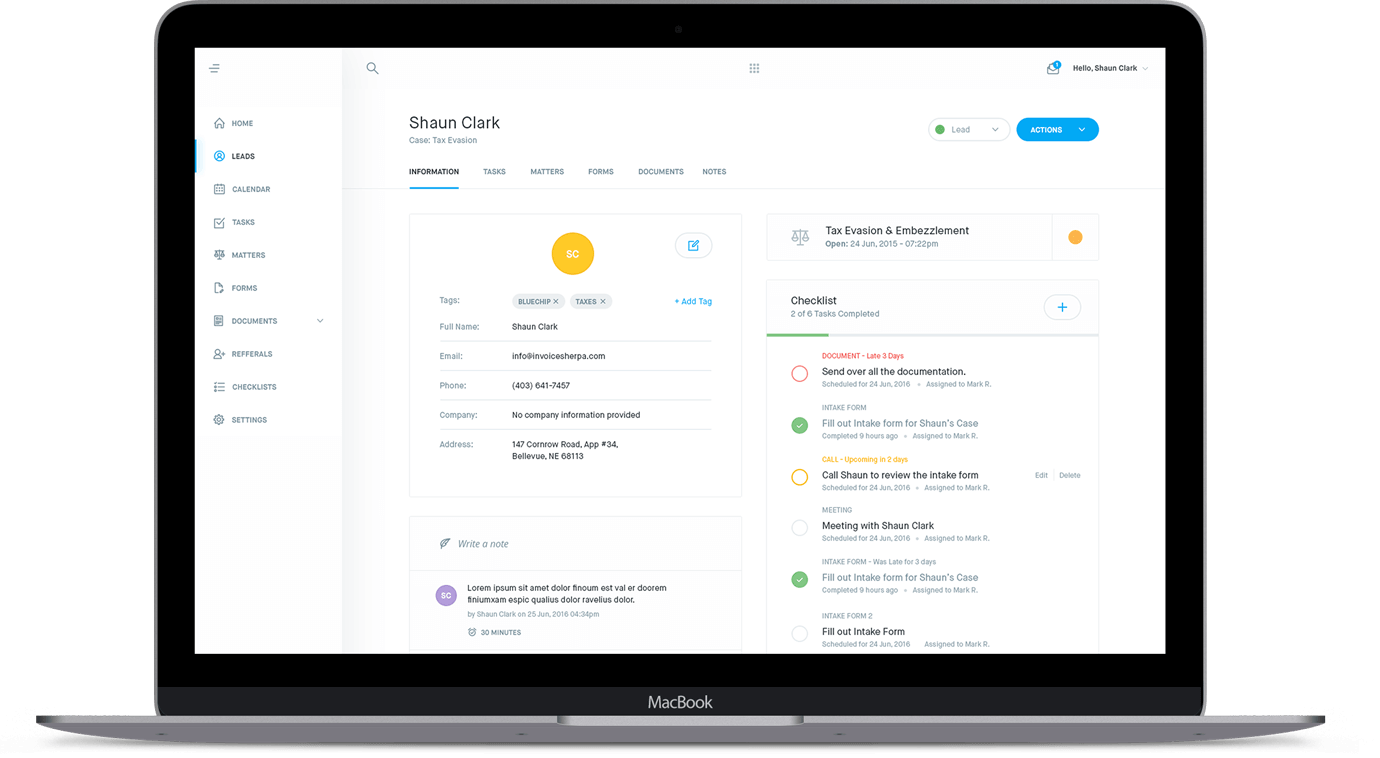 1
Hello, Shaun Clark
HOME
LEADS
CALENDAR
TASKS
MATTERS
FORMS
DOCUMENTS
REFFERALS
CHECKLISTS
SETTINGS
Shaun Clark
Case: Tax Evasion
Lead
ACTIONS
INFORMATION
TASKS
MATTERS
FORMS
DOCUMENTS
NOTES
SC
Tags:
BLUECHIP ✕
TAXES ✕
+ Add Tag
Full Name:
Shaun Clark
Email:
info@invoicesherpa.com
Phone:
(403) 641-7457
Company:
No company information provided
Address:
147 Cornrow Road, App #34,
Bellevue, NE 68113
Write a note
SC
Lorem ipsum sit amet dolor finoum est val er doorem
finiumxam espic qualius dolor ravelius dolor.
by Shaun Clark on 25 Jun, 2016 04:34pm
30 MINUTES
Tax Evasion & Embezzlement
Open: 24 Jun, 2015 - 07:22pm
Checklist
2 of 6 Tasks Completed
DOCUMENT - Late 3 Days
Send over all the documentation.
Scheduled for 24 Jun, 2016 • Assigned to Mark R.
INTAKE FORM
Fill out Intake form for Shaun's Case
Completed 9 hours ago • Assigned to Mark R.
CALL - Upcoming in 2 days
Call Shaun to review the intake form
Edit | Delete
Scheduled for 24 Jun, 2016 • Assigned to Mark R.
MEETING
Meeting with Shaun Clark
Scheduled for 24 Jun, 2016 • Assigned to Mark R.
INTAKE FORM - Was Late for 3 days
Fill out Intake form for Shaun's Case
Completed 9 hours ago • Assigned to Mark R.
INTAKE FORM 2
Fill out Intake Form
Scheduled for 24 Jun, 2016 Assigned to Mark R.
MacBook